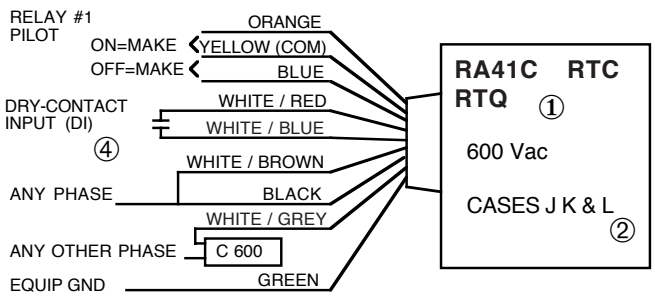 RELAY #1
PILOT
ORANGE
ON=MAKE
YELLOW (COM)
OFF=MAKE
BLUE
DRY-CONTACT
INPUT (DI)
④
WHITE / RED
WHITE / BLUE
WHITE / BROWN
ANY PHASE
BLACK
WHITE / GREY
ANY OTHER PHASE
C 600
EQUIP GND
GREEN
RA41C RTC
RTQ ①
600 Vac
CASES J K & L
②